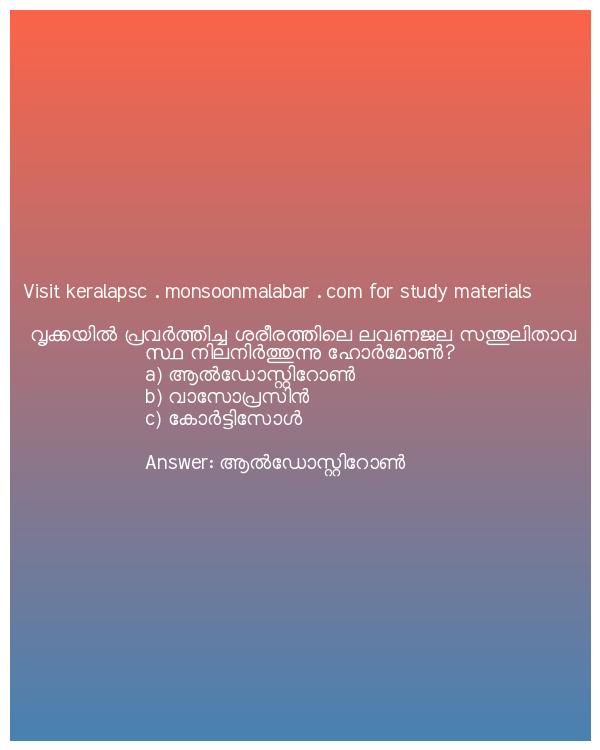 Visit keralapsc . monsoonmalabar . com for study materials
വൃക്കയിൽ പ്രവർത്തിച്ച ശരീരത്തിലെ ലവണജല സന്തുലിതാവ
സ്ഥ നിലനിർത്തുന്നു ഹോർമോൺ?
a) ആൽഡോസ്റ്റിറോൺ
b) വാസോപ്രസിൻ
c) കോർട്ടിസോൾ
Answer: ആൽഡോസ്റ്റിറോൺ